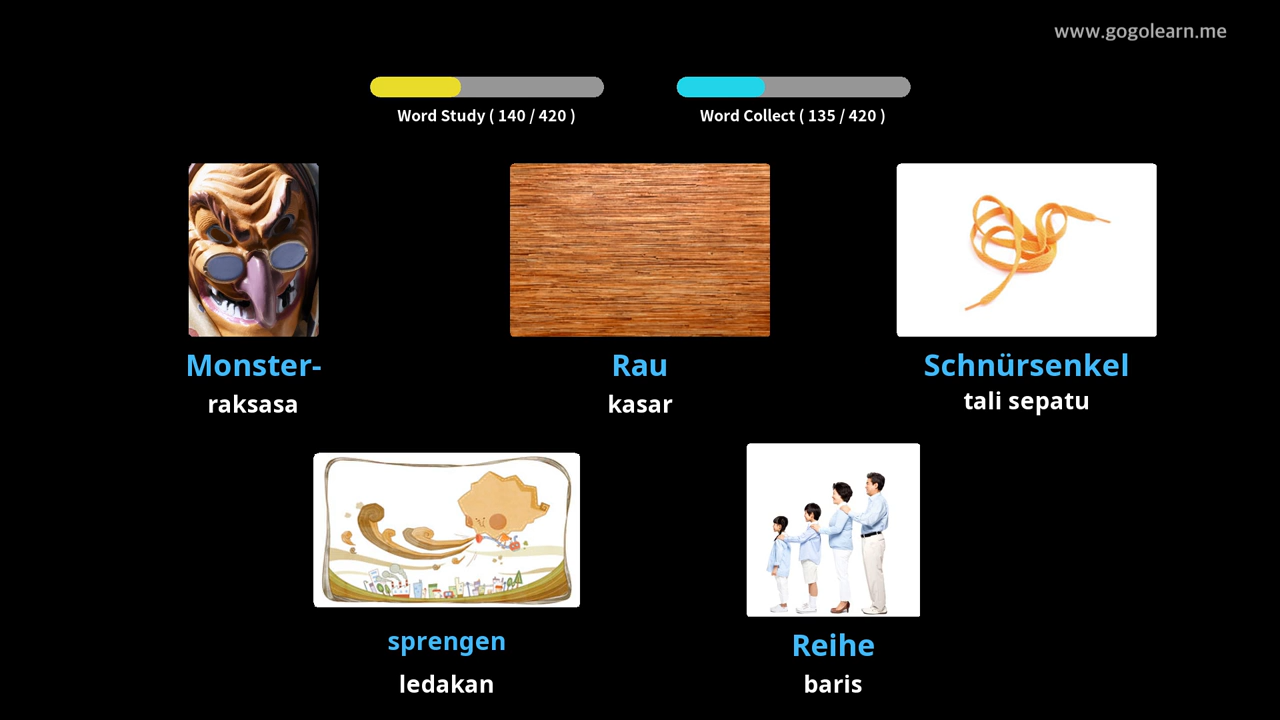 www.gogolearn.me
Word Study ( 140 / 420 )
Word Collect ( 135 / 420 )
Monster-
raksasa
Rau
kasar
Schnürsenkel
tali sepatu
sprengen
ledakan
Reihe
baris